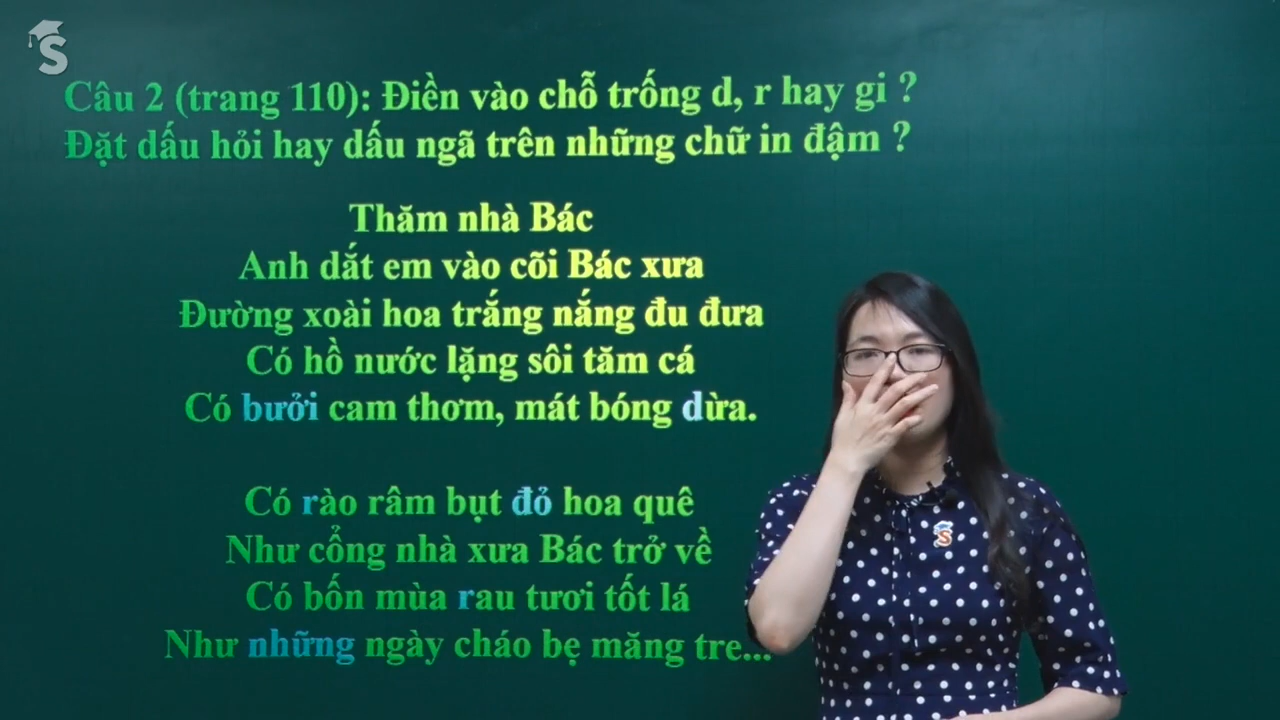 S
Câu 2 (trang 110): Điền vào chỗ trống d, r hay gi ?
Đặt dấu hỏi hay dấu ngã trên những chữ in đậm ?
Thăm nhà Bác
Anh dắt em vào cõi Bác xưa
Đường xoài hoa trắng nắng đu đưa
Có hồ nước lặng sôi tăm cá
Có bưởi cam thơm, mát bóng dừa.
Có rào râm bụt đỏ hoa quê
Như cổng nhà xưa Bác trở về
Có bốn mùa rau tươi tốt lá
Như những ngày cháo bẹ măng tre...
S